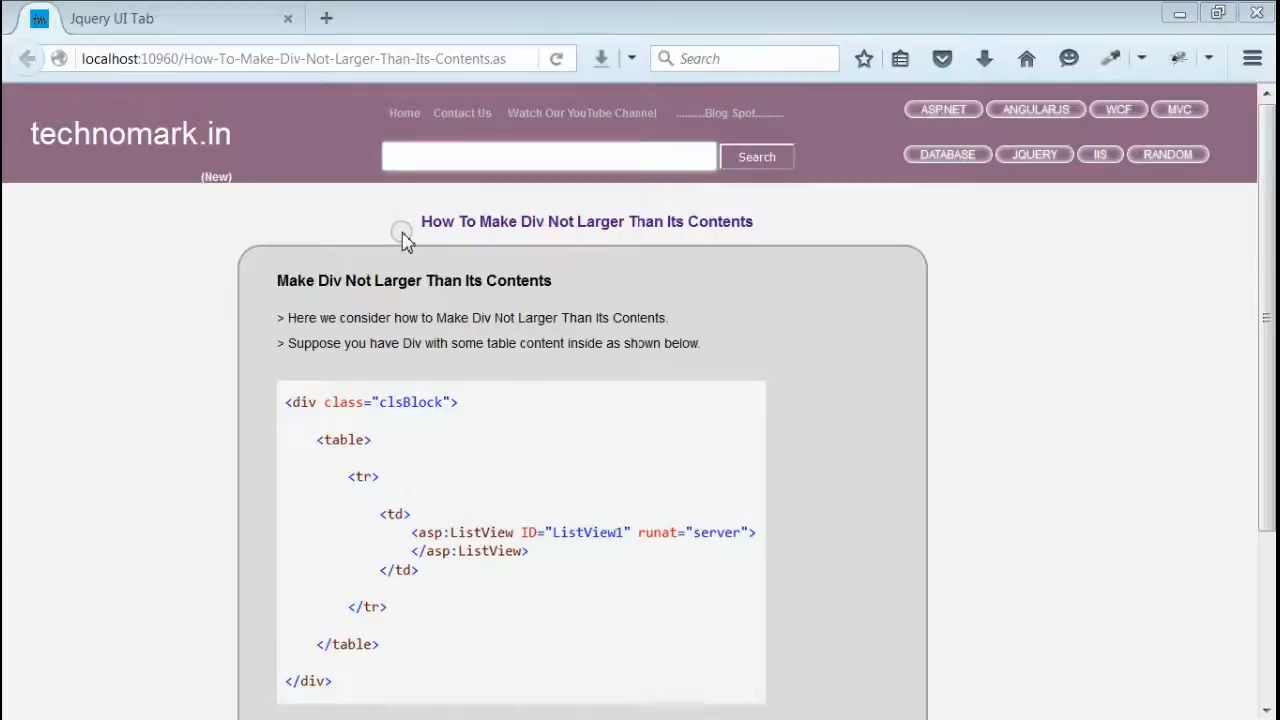 Jquery UI Tab
localhost:10960/How-To-Make-Div-Not-Larger-Than-Its-Contents.as
Search
technomark.in
(New)
Home Contact Us Watch Our YouTube Channel .........Blog Spot..........
Search
ASP.NET ANGULARJS WCF MVC
DATABASE JQUERY IIS RANDOM
How To Make Div Not Larger Than Its Contents
Make Div Not Larger Than Its Contents
> Here we consider how to Make Div Not Larger Than Its Contents.
> Suppose you have Div with some table content inside as shown below.
<div class="clsBlock">
<table>
<tr>
<td>
<asp:ListView ID="ListView1" runat="server">
</asp:ListView>
</td>
</tr>
</table>
</div>